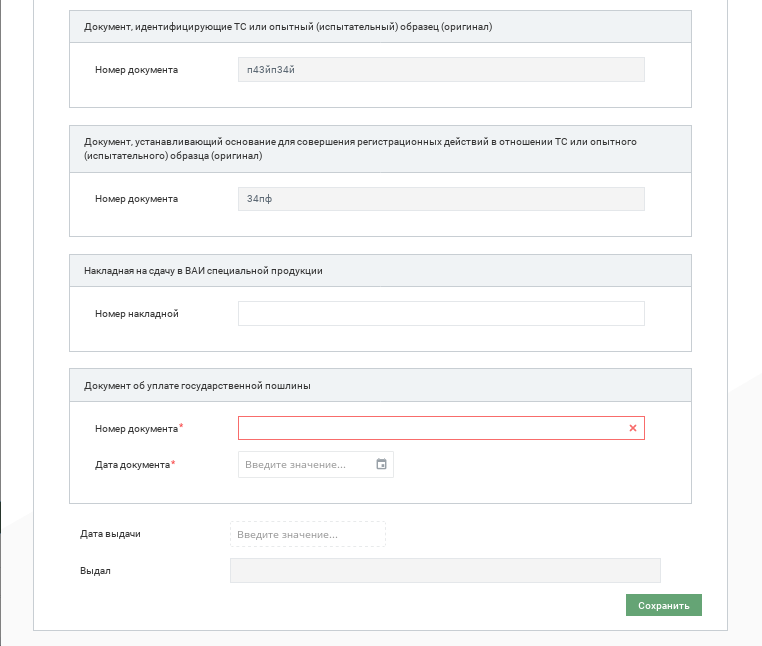 Документ, идентифицирующие ТС или опытный (испытательный) образец (оригинал)
Номер документа
п43йп34й
Документ, устанавливающий основание для совершения регистрационных действий в отношении ТС или опытного
(испытательного) образца (оригинал)
Номер документа
34пф
Накладная на сдачу в ВАИ специальной продукции
Номер накладной
Документ об уплате государственной пошлины
Номер документа*
Дата документа*
Введите значение...
Дата выдачи
Введите значение...
Выдал
Сохранить